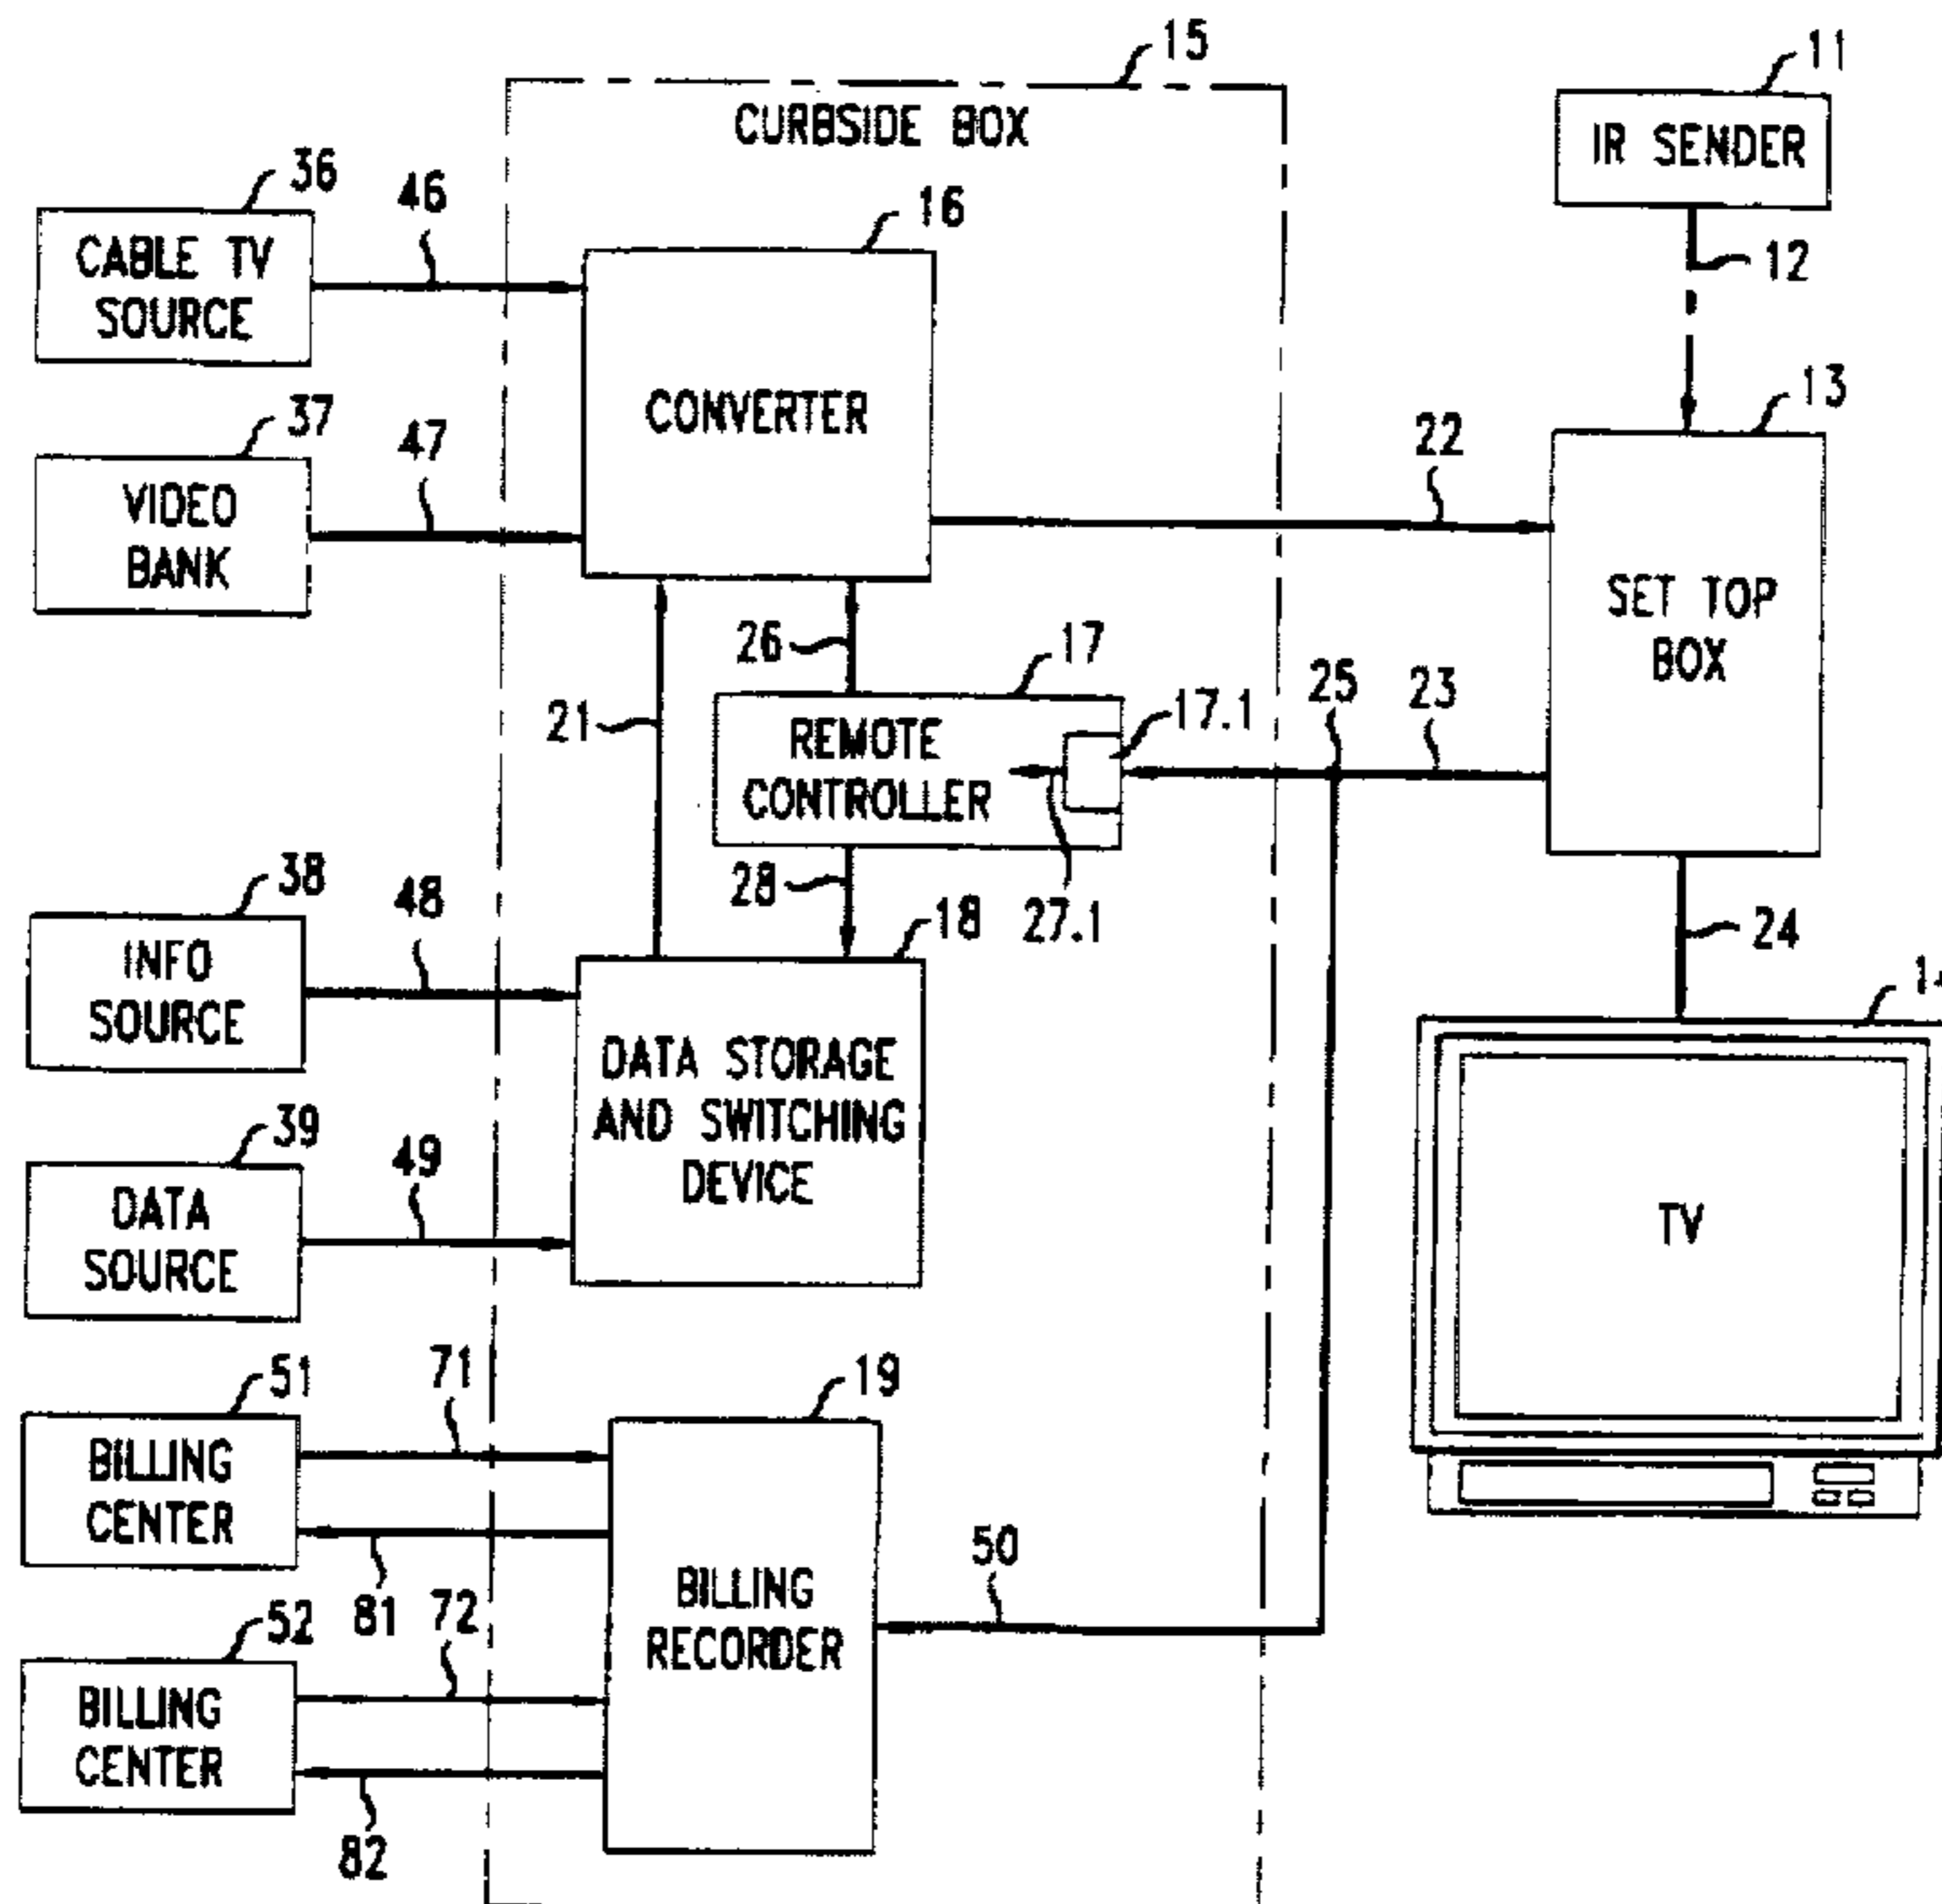 15
11
CURBSIDE BOX
IR SENDER
36
46
16
12
CABLE TV
SOURCE
CONVERTER
13
37
47
22
VIDEO
BANK
SET TOP
BOX
26
17
25
23
21
17.1
REMOTE
CONTROLLER
38
48
28
18
27.1
24
INFO
SOURCE
DATA STORAGE
AND SWITCHING
DEVICE
39
49
DATA
SOURCE
TV
51
71
19
BILLING
CENTER
81
50
52
72
BILLING
RECORDER
BILLING
CENTER
82